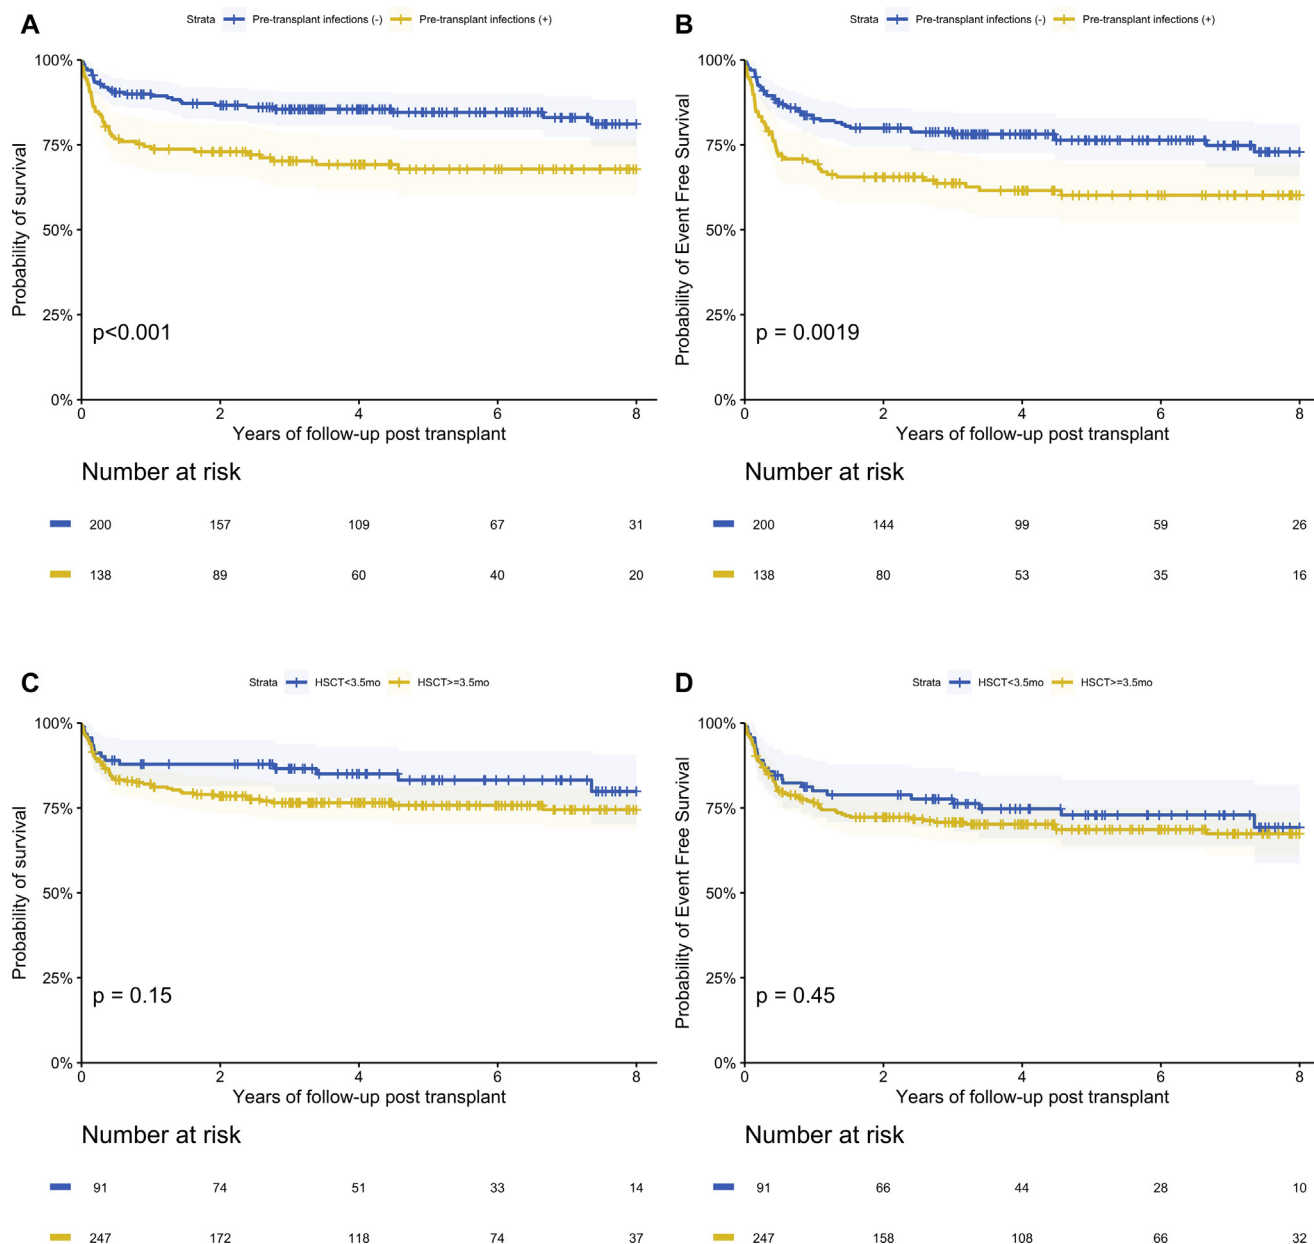 A
Strata Pre-transplant infections (-) Pre-transplant infections (+)
100%
75%
50%
25%
0%
Probability of survival
p<0.001
0 2 4 6 8
Years of follow-up post transplant
Number at risk
200 157 109 67 31
138 89 60 40 20
B
Strata Pre-transplant infections (-) Pre-transplant infections (+)
100%
75%
50%
25%
0%
Probability of Event Free Survival
p = 0.0019
0 2 4 6 8
Years of follow-up post transplant
Number at risk
200 144 99 59 26
138 80 53 35 16
C
Strata HSCT<3.5mo HSCT>=3.5mo
100%
75%
50%
25%
0%
Probability of survival
p = 0.15
0 2 4 6 8
Years of follow-up post transplant
Number at risk
91 74 51 33 14
247 172 118 74 37
D
Strata HSCT<3.5mo HSCT>=3.5mo
100%
75%
50%
25%
0%
Probability of Event Free Survival
p = 0.45
0 2 4 6 8
Years of follow-up post transplant
Number at risk
91 66 44 28 10
247 158 108 66 32